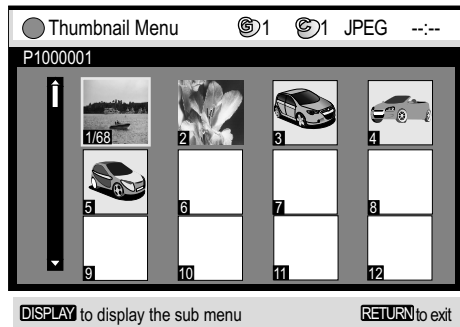 Thumbnail Menu G 1 C 1 JPEG --:--
P1000001
1/68 2 3 4
5 6 7 8
9 10 11 12
DISPLAY to display the sub menu RETURN to exit